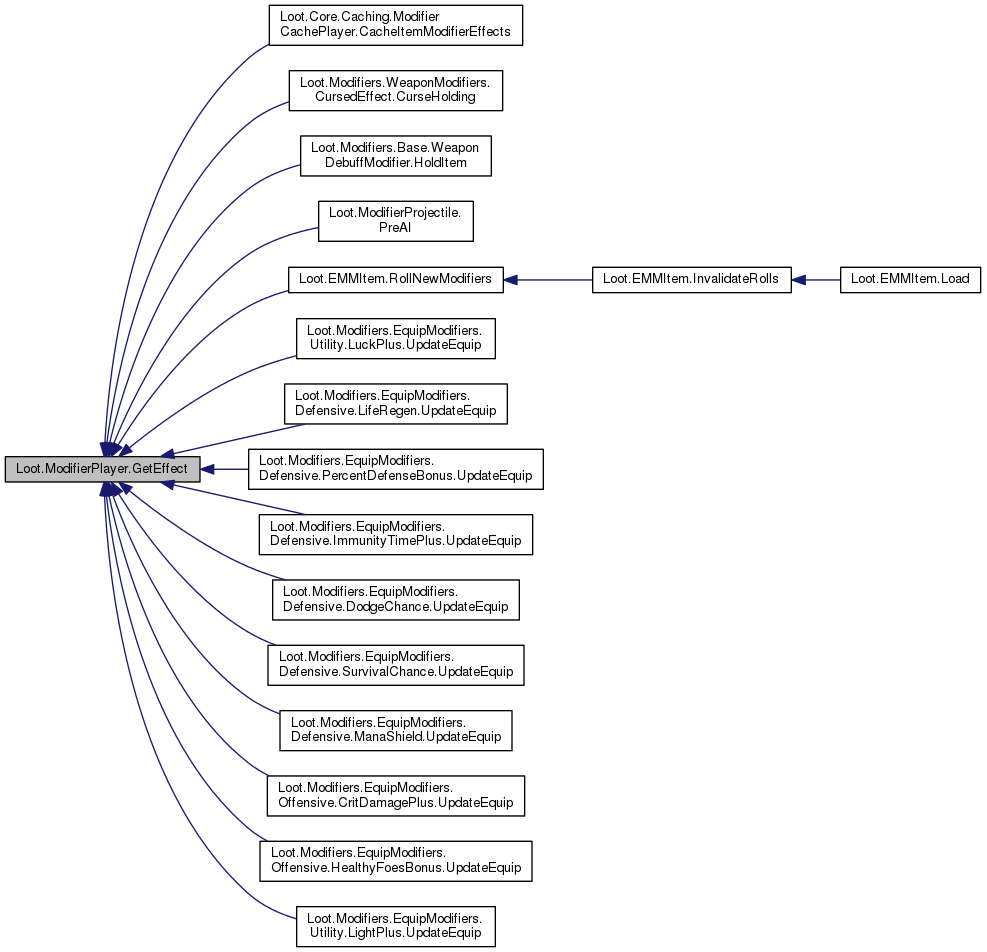 Loot.Core.Caching.Modifier
CachePlayer.CacheItemModifierEffects
Loot.Modifiers.WeaponModifiers.
CursedEffect.CurseHolding
Loot.Modifiers.Base.Weapon
DebuffModifier.HoldItem
Loot.ModifierProjectile.
PreAI
Loot.EMMItem.RollNewModifiers
Loot.EMMItem.InvalidateRolls
Loot.EMMItem.Load
Loot.Modifiers.EquipModifiers.
Utility.LuckPlus.UpdateEquip
Loot.Modifiers.EquipModifiers.
Defensive.LifeRegen.UpdateEquip
Loot.ModifierPlayer.GetEffect
Loot.Modifiers.EquipModifiers.
Defensive.PercentDefenseBonus.UpdateEquip
Loot.Modifiers.EquipModifiers.
Defensive.ImmunityTimePlus.UpdateEquip
Loot.Modifiers.EquipModifiers.
Defensive.DodgeChance.UpdateEquip
Loot.Modifiers.EquipModifiers.
Defensive.SurvivalChance.UpdateEquip
Loot.Modifiers.EquipModifiers.
Defensive.ManaShield.UpdateEquip
Loot.Modifiers.EquipModifiers.
Offensive.CritDamagePlus.UpdateEquip
Loot.Modifiers.EquipModifiers.
Offensive.HealthyFoesBonus.UpdateEquip
Loot.Modifiers.EquipModifiers.
Utility.LightPlus.UpdateEquip